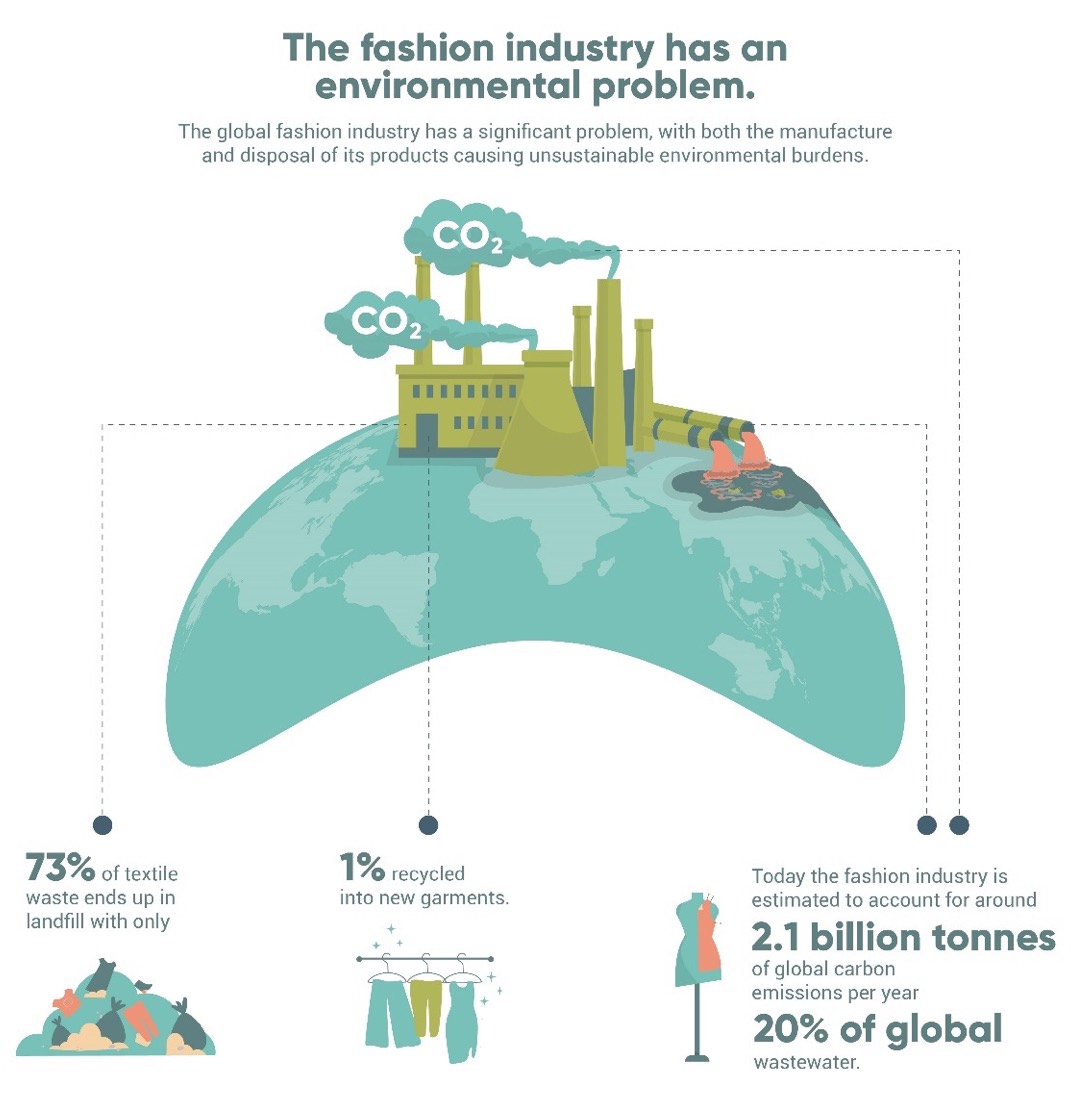 The fashion industry has an
environmental problem.
The global fashion industry has a significant problem, with both the manufacture
and disposal of its products causing unsustainable environmental burdens.
CO₂
CO₂
73% of textile
waste ends up in
landfill with only
1% recycled
into new garments.
Today the fashion industry is
estimated to account for around
2.1 billion tonnes
of global carbon
emissions per year
20% of global
wastewater.